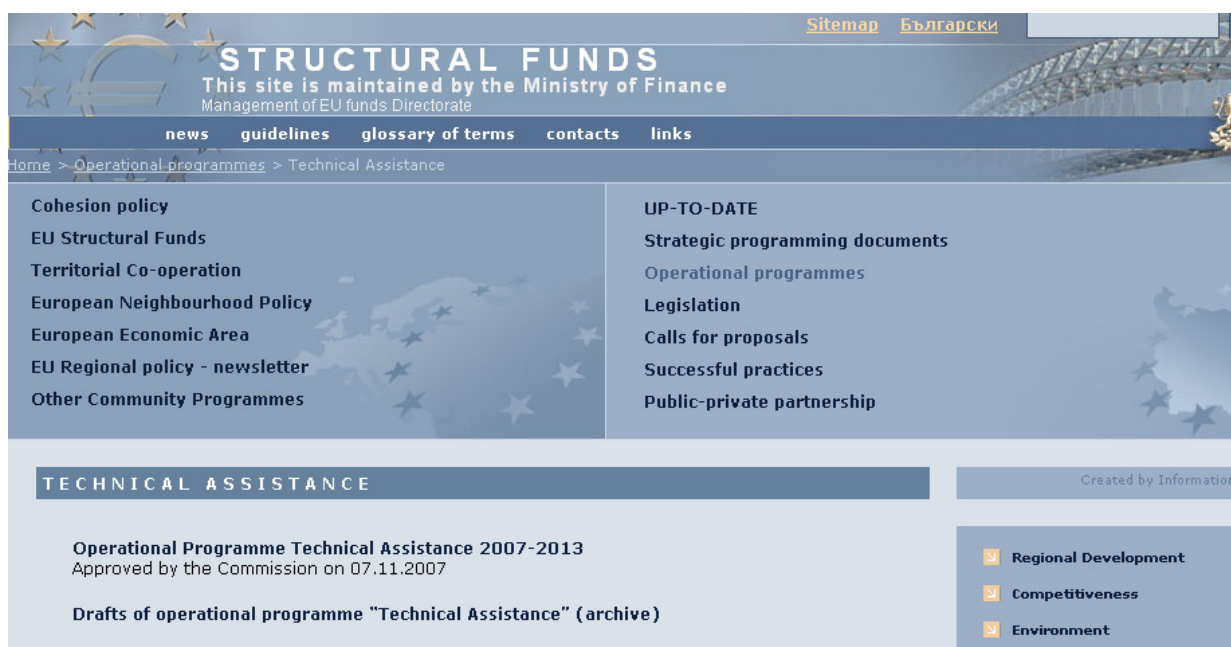 Sitemap Български
STRUCTURAL FUNDS
This site is maintained by the Ministry of Finance
Management of EU funds Directorate
news guidelines glossary of terms contacts links
Home > Operational programmes > Technical Assistance
Cohesion policy
EU Structural Funds
Territorial Co-operation
European Neighbourhood Policy
European Economic Area
EU Regional policy - newsletter
Other Community Programmes
UP-TO-DATE
Strategic programming documents
Operational programmes
Legislation
Calls for proposals
Successful practices
Public-private partnership
TECHNICAL ASSISTANCE
Created by Information
Operational Programme Technical Assistance 2007-2013
Approved by the Commission on 07.11.2007
Drafts of operational programme "Technical Assistance" (archive)
Regional Development
Competitiveness
Environment